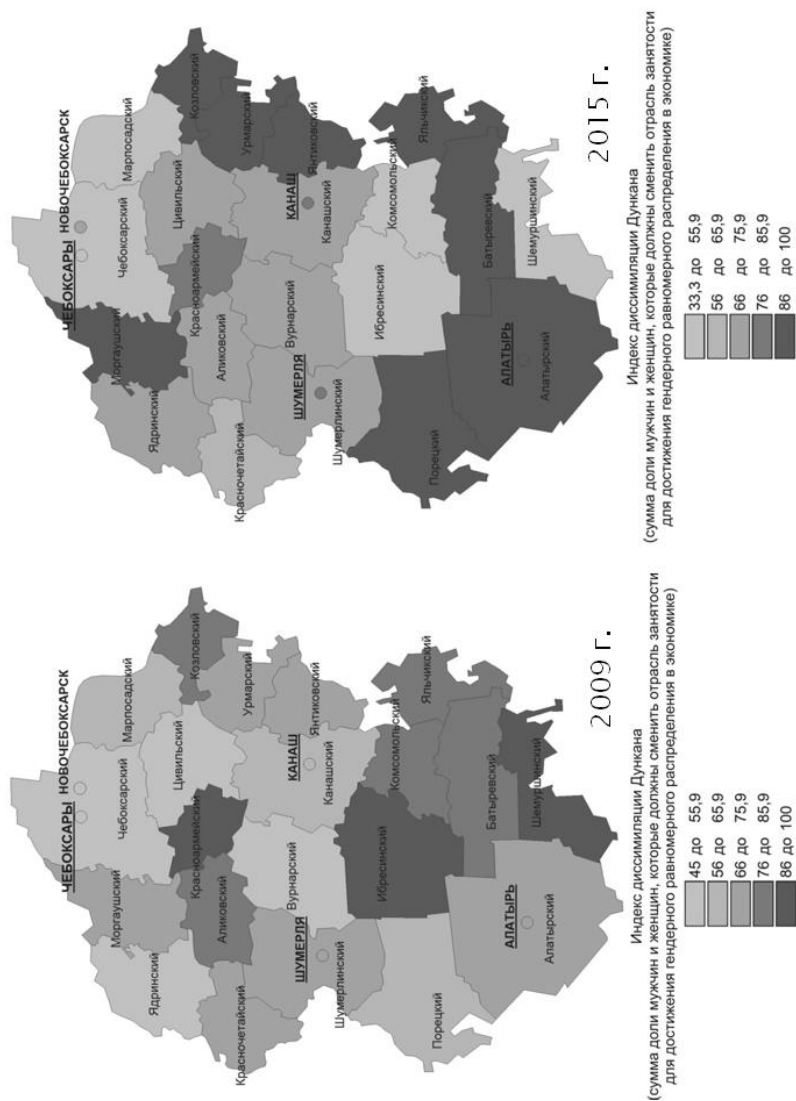 ЧЕБОКСАРЫ НОВОЧЕБОКСАРСК
Моргаушский
Чебоксарский
Марпосадский
Ядринский
Аликовский
Красноармейский
Цивильский
Козловский
Красночетайский
Урмарский
ШУМЕРЛЯ
Вурнарский
КАНАШ
Шумерлинский
Канашский
Янтиковский
Порецкий
Ибресинский
Комсомольский
Яльчикский
Батыревский
АЛАТЫРЬ
Алатырский
Шемуршинский
2009 г.
Индекс диссимиляции Дункана
(сумма доли мужчин и женщин, которые должны сменить отрасль занятости
для достижения гендерного равномерного распределения в экономике)
45 до 55,9
56 до 65,9
66 до 75,9
76 до 85,9
86 до 100
ЧЕБОКСАРЫ НОВОЧЕБОКСАРСК
Моргаушский
Чебоксарский
Марпосадский
Ядринский
Аликовский
Красноармейский
Цивильский
Козловский
Красночетайский
Урмарский
ШУМЕРЛЯ
Вурнарский
КАНАШ
Шумерлинский
Канашский
Янтиковский
Порецкий
Ибресинский
Комсомольский
Яльчикский
Батыревский
АЛАТЫРЬ
Алатырский
Шемуршинский
2015 г.
Индекс диссимиляции Дункана
(сумма доли мужчин и женщин, которые должны сменить отрасль занятости
для достижения гендерного равномерного распределения в экономике)
33,3 до 55,9
56 до 65,9
66 до 75,9
76 до 85,9
86 до 100